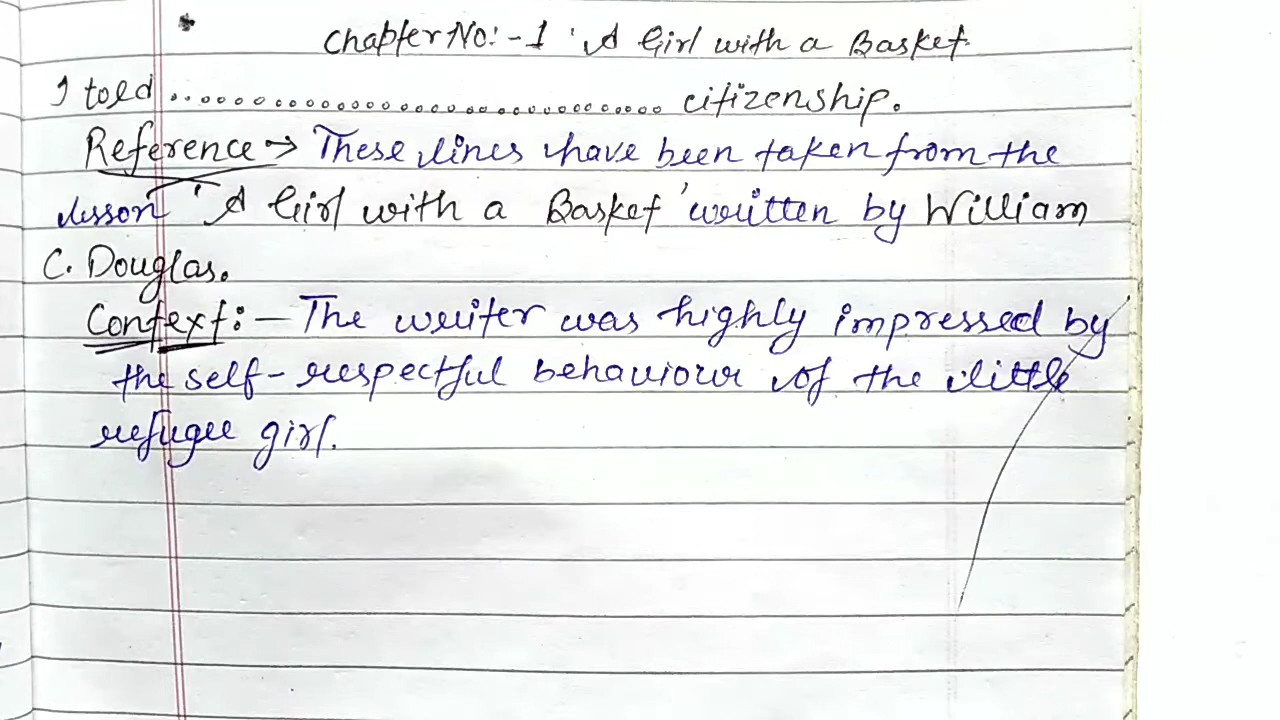 Chapter No:-1 'A Girl with a Basket.
I told .................................... citizenship.
Reference → These lines have been taken from the
lesson 'A Girl with a Basket' written by William
C. Douglas.
Context:— The writer was highly impressed by
the self-respectful behaviour of the little
refugee girl.